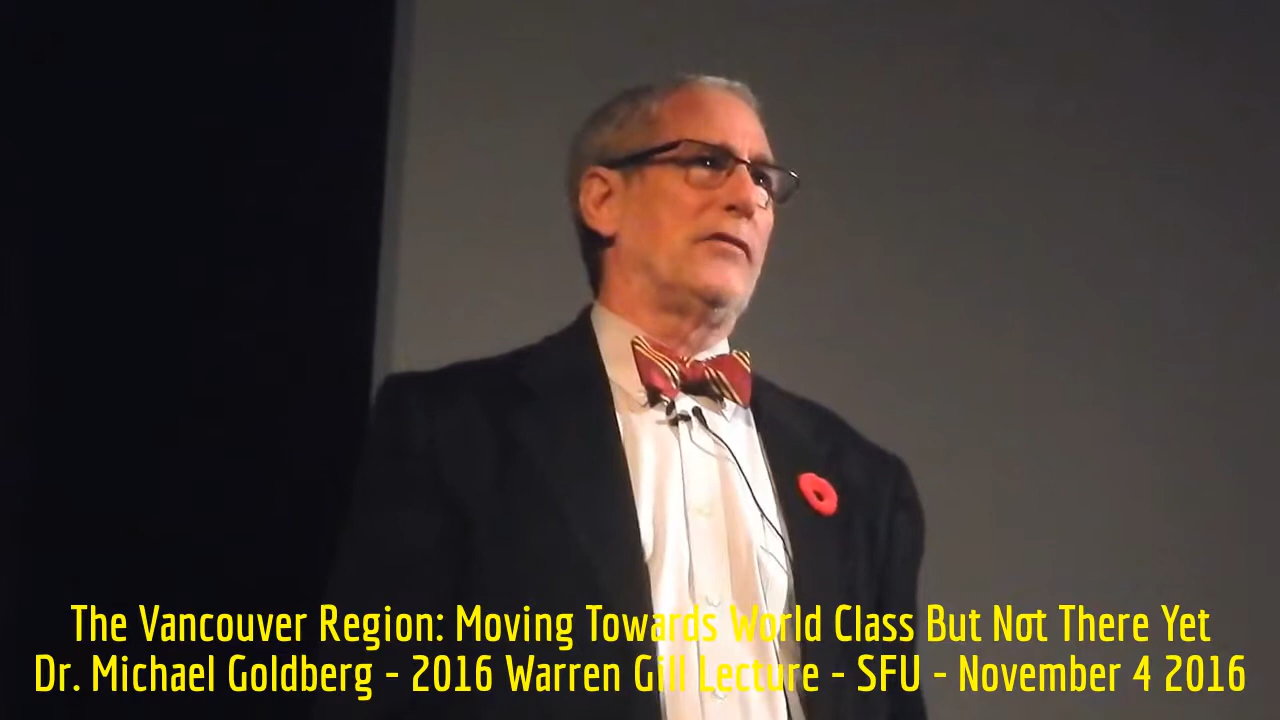 The Vancouver Region: Moving Towards World Class But Not There Yet
Dr. Michael Goldberg - 2016 Warren Gill Lecture - SFU - November 4 2016